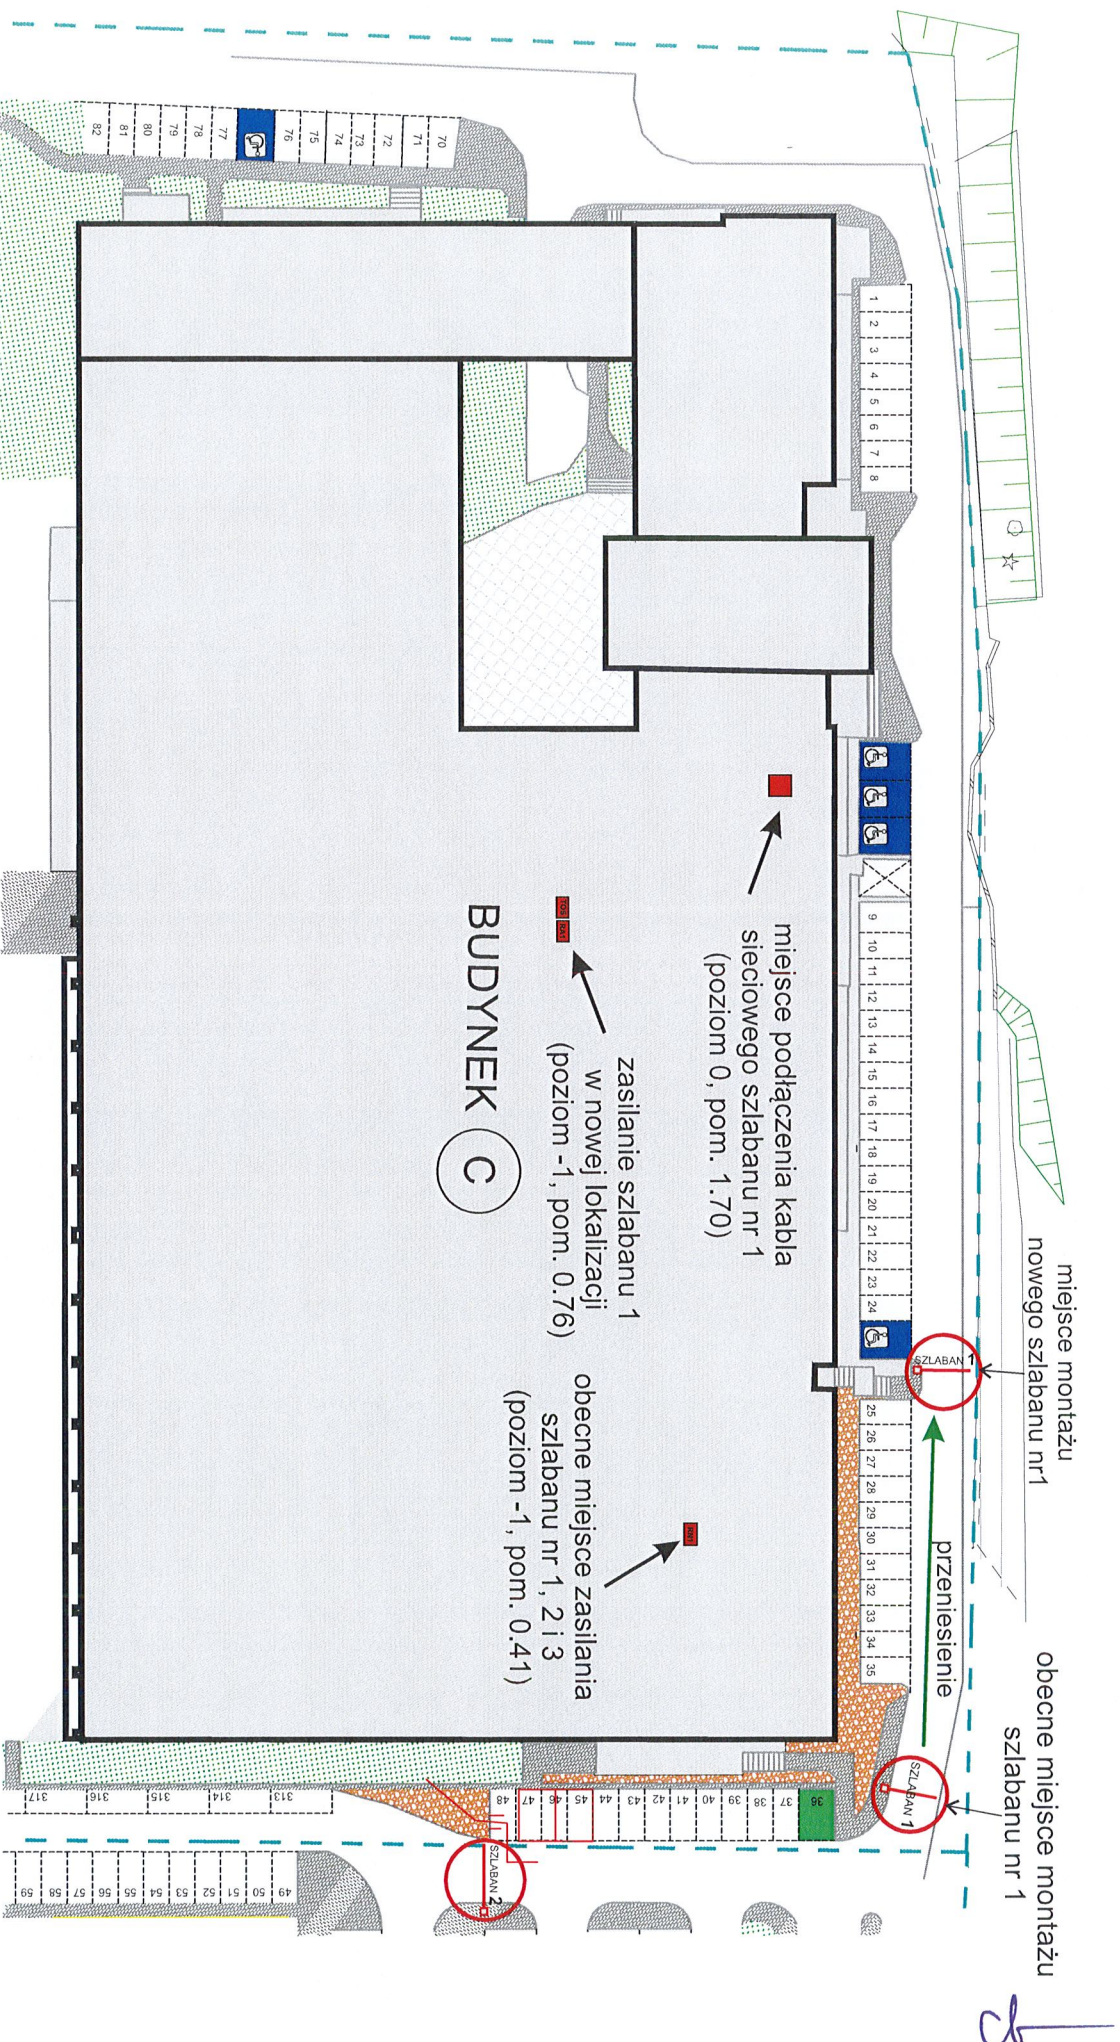 miejsce montażu
nowego szlabanu nr1
obecne miejsce montażu
szlabanu nr 1
przeniesienie
SZLABAN 1
SZLABAN 1
SZLABAN 2
miejsce podłączenia kabla
sieciowego szlabanu nr 1
(poziom 0, pom. 1.70)
zasilanie szlabanu 1
w nowej lokalizacji
(poziom -1, pom. 0.76)
obecne miejsce zasilania
szlabanu nr 1, 2 i 3
(poziom -1, pom. 0.41)
BUDYNEK C
TOS RA1
RB1
1 2 3 4 5 6 7 8
9 10 11 12 13 14 15 16 17 18 19 20 21 22 23 24
25 26 27 28 29 30 31 32 33 34 35
36
37
38
39
40
41
42
43
44
45
46
47
48
70
71
72
73
74
75
76
77
78
79
80
81
82
313
314
315
316
317
49
50
51
52
53
54
55
56
57
58
59